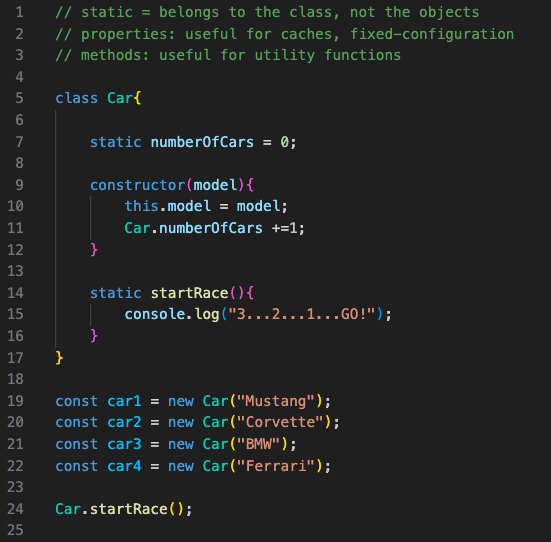 1 // static = belongs to the class, not the objects
2 // properties: useful for caches, fixed-configuration
3 // methods: useful for utility functions
4
5 class Car{
6
7     static numberOfCars = 0;
8
9     constructor(model){
10         this.model = model;
11         Car.numberOfCars +=1;
12     }
13
14     static startRace(){
15         console.log("3...2...1...GO!");
16     }
17 }
18
19 const car1 = new Car("Mustang");
20 const car2 = new Car("Corvette");
21 const car3 = new Car("BMW");
22 const car4 = new Car("Ferrari");
23
24 Car.startRace();
25